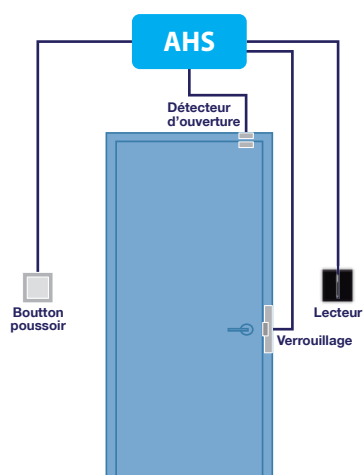 AHS
Détecteur
d'ouverture
Boutton
poussoir
Lecteur
Verrouillage